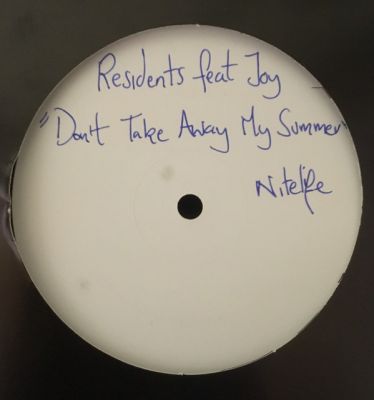 Residents feat Joy -
"Don't Take Away My Summer"
Nitelife